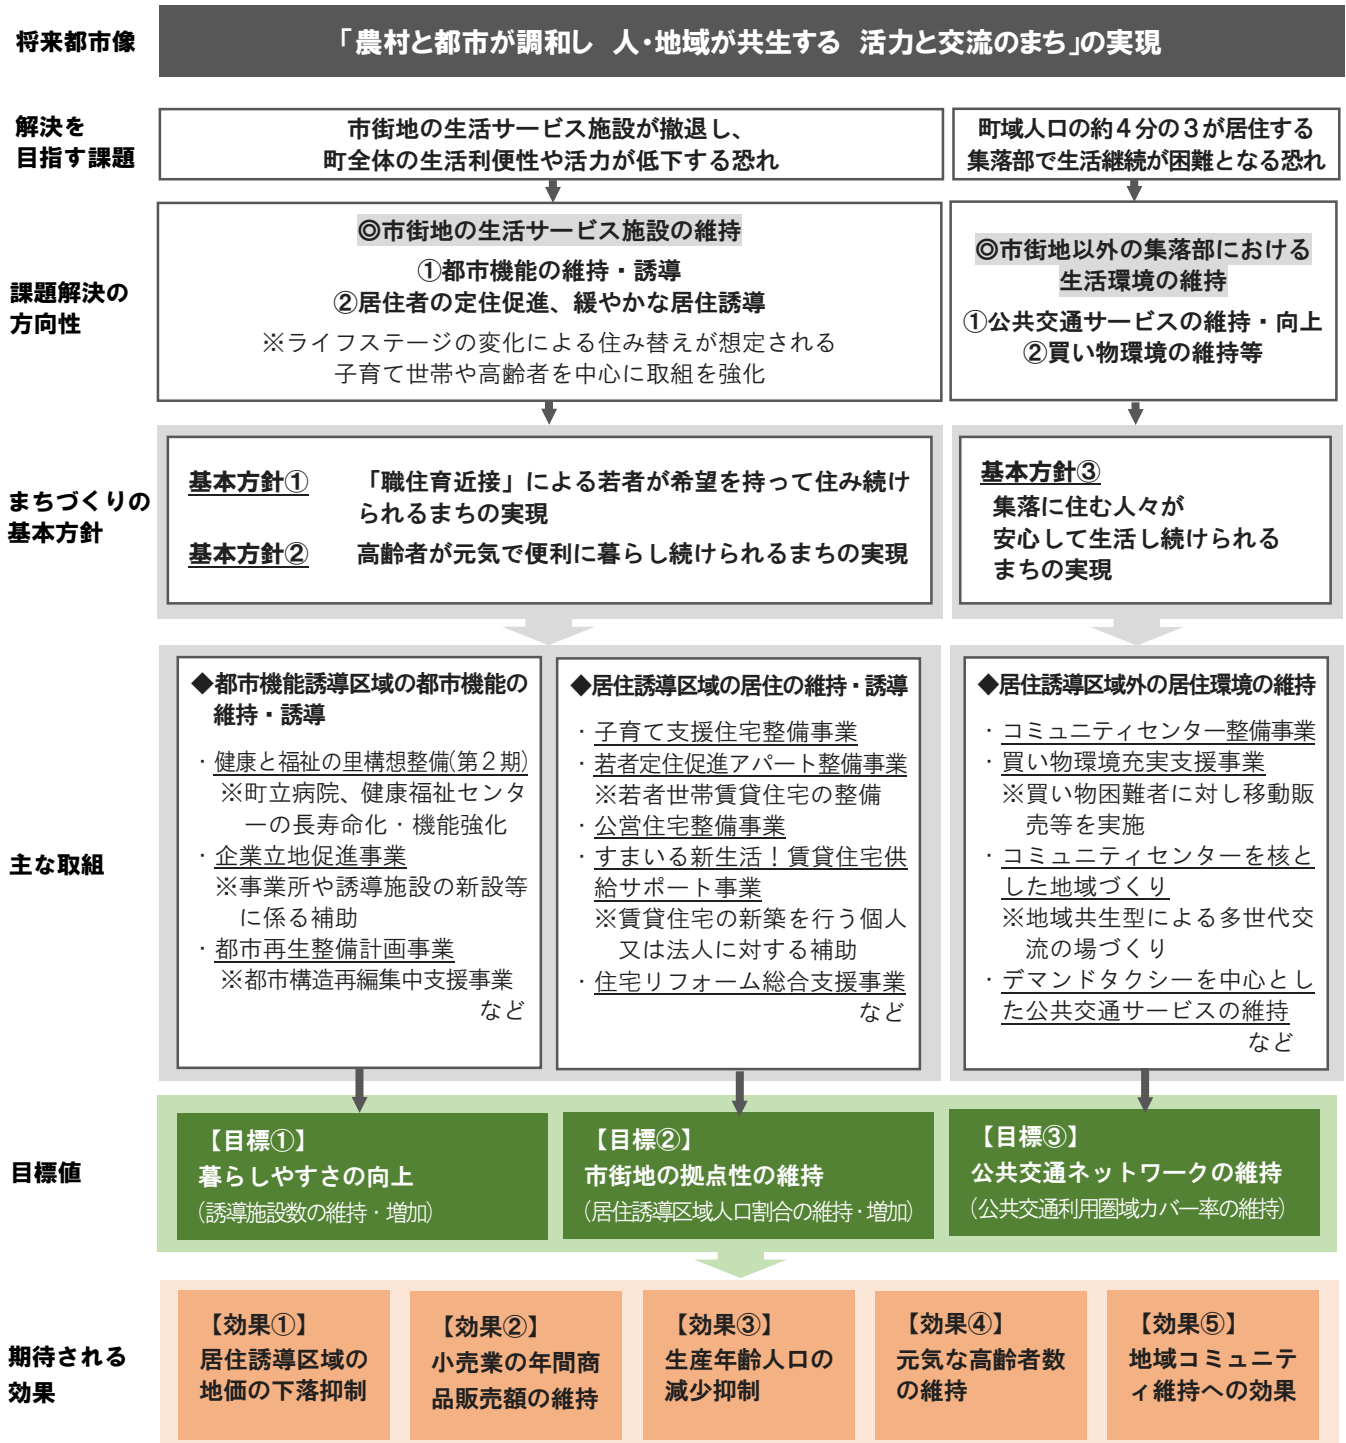 将来都市像
「農村と都市が調和し 人・地域が共生する 活力と交流のまち」の実現
解決を
目指す課題
市街地の生活サービス施設が撤退し、
町全体の生活利便性や活力が低下する恐れ
町域人口の約４分の３が居住する
集落部で生活継続が困難となる恐れ
課題解決の
方向性
◎市街地の生活サービス施設の維持
①都市機能の維持・誘導
②居住者の定住促進、緩やかな居住誘導
※ライフステージの変化による住み替えが想定される
子育て世帯や高齢者を中心に取組を強化
◎市街地以外の集落部における
生活環境の維持
①公共交通サービスの維持・向上
②買い物環境の維持等
まちづくりの
基本方針
基本方針① 「職住育近接」による若者が希望を持って住み続け
られるまちの実現
基本方針② 高齢者が元気で便利に暮らし続けられるまちの実現
基本方針③
集落に住む人々が
安心して生活し続けられる
まちの実現
主な取組
◆都市機能誘導区域の都市機能の
維持・誘導
・健康と福祉の里構想整備(第２期)
※町立病院、健康福祉センタ
ーの長寿命化・機能強化
・企業立地促進事業
※事業所や誘導施設の新設等
に係る補助
・都市再生整備計画事業
※都市構造再編集中支援事業
など
◆居住誘導区域の居住の維持・誘導
・子育て支援住宅整備事業
・若者定住促進アパート整備事業
※若者世帯賃貸住宅の整備
・公営住宅整備事業
・すまいる新生活！賃貸住宅供
給サポート事業
※賃貸住宅の新築を行う個人
又は法人に対する補助
・住宅リフォーム総合支援事業
など
◆居住誘導区域外の居住環境の維持
・コミュニティセンター整備事業
・買い物環境充実支援事業
※買い物困難者に対し移動販
売等を実施
・コミュニティセンターを核と
した地域づくり
※地域共生型による多世代交
流の場づくり
・デマンドタクシーを中心とし
た公共交通サービスの維持
など
目標値
【目標①】
暮らしやすさの向上
(誘導施設数の維持・増加)
【目標②】
市街地の拠点性の維持
(居住誘導区域人口割合の維持・増加)
【目標③】
公共交通ネットワークの維持
(公共交通利用圏域カバー率の維持)
期待される
効果
【効果①】
居住誘導区域の
地価の下落抑制
【効果②】
小売業の年間商
品販売額の維持
【効果③】
生産年齢人口の
減少抑制
【効果④】
元気な高齢者数
の維持
【効果⑤】
地域コミュニテ
ィ維持への効果